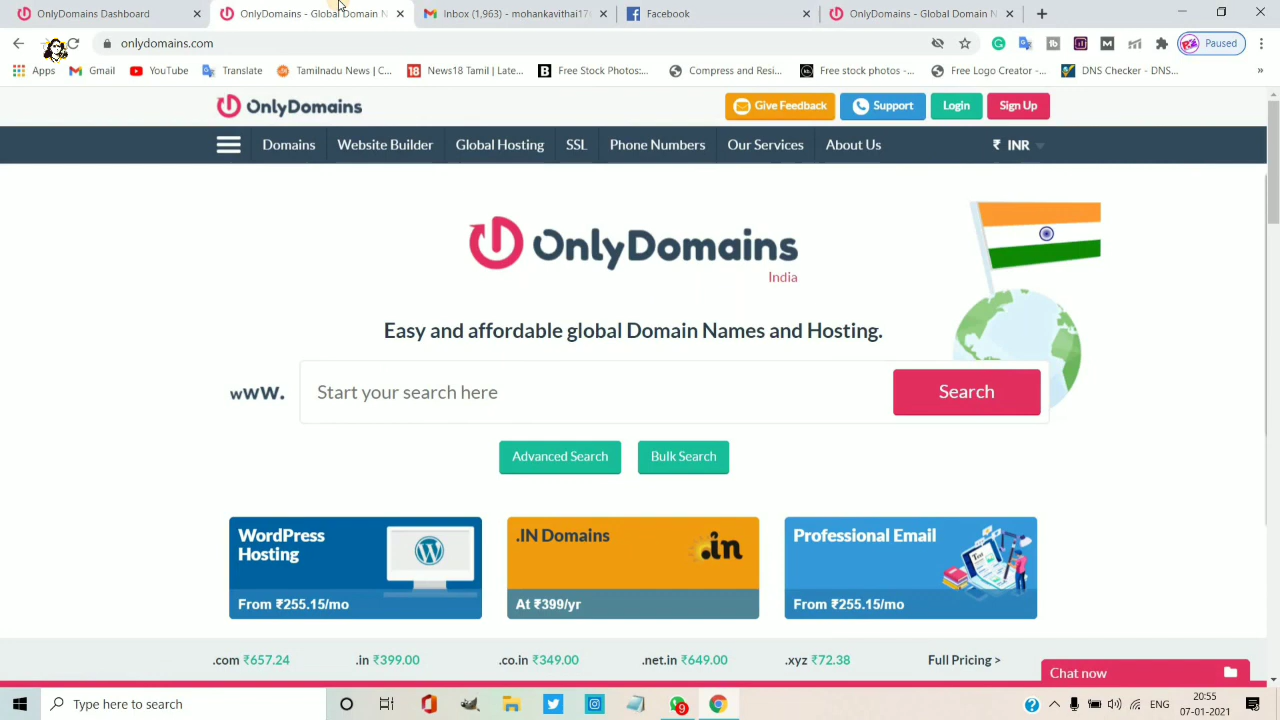 OnlyDomains Dashboard
OnlyDomains - Global Domain N
Inbox (1,963) - mohankavitha17
Facebook
OnlyDomains - Global Domain N
onlydomains.com
Paused
Apps
Gmail
YouTube
Translate
Tamilnadu News, C...
News18 Tamil | Late...
Free Stock Photos:...
Compress and Resi...
Free stock photos -...
Free Logo Creator -...
DNS Checker - DNS...
OnlyDomains
Give Feedback
Support
Login
Sign Up
Domains
Website Builder
Global Hosting
SSL
Phone Numbers
Our Services
About Us
₹ INR
OnlyDomains
India
Easy and affordable global Domain Names and Hosting.
www.
Start your search here
Search
Advanced Search
Bulk Search
WordPress
Hosting
From ₹255.15/mo
.IN Domains
.in
At ₹399/yr
Professional Email
From ₹255.15/mo
.com ₹657.24
.in ₹399.00
.co.in ₹349.00
.net.in ₹649.00
.xyz ₹72.38
Full Pricing >
Chat now
Type here to search
9
ENG
20:55
07-01-2021